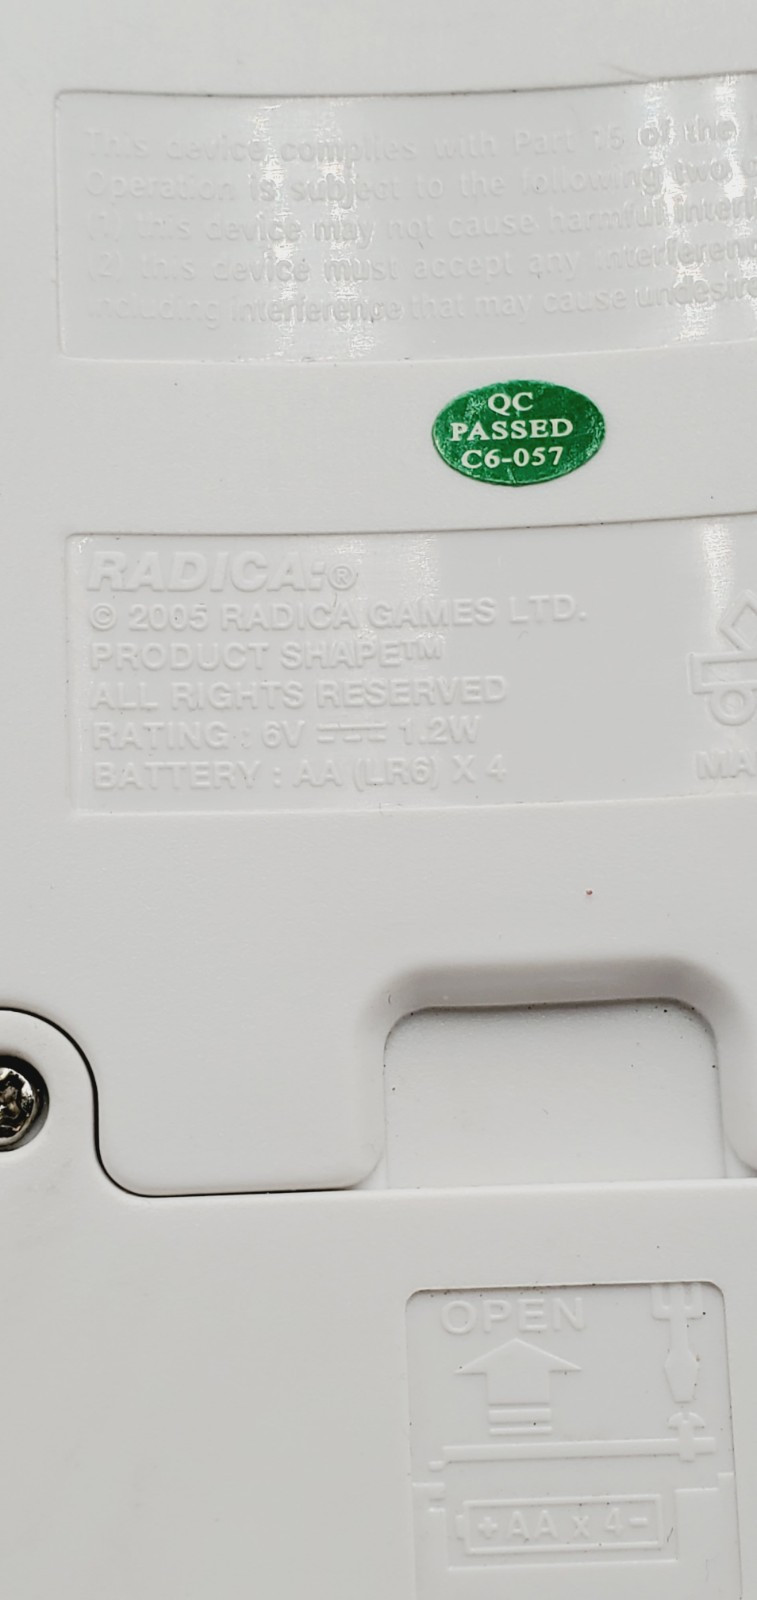 This device complies with Part 15 of the
Operation is subject to the following two
(1) this device may not cause harmful
(2) this device must accept any
including interference that may cause
QC
PASSED
C6-057
RADICA:®
© 2005 RADICA GAMES LTD.
PRODUCT SHAPE™
ALL RIGHTS RESERVED
RATING : 6V ⎓ 1.2W
BATTERY : AA (LR6) X 4
OPEN
+ AA x 4 -